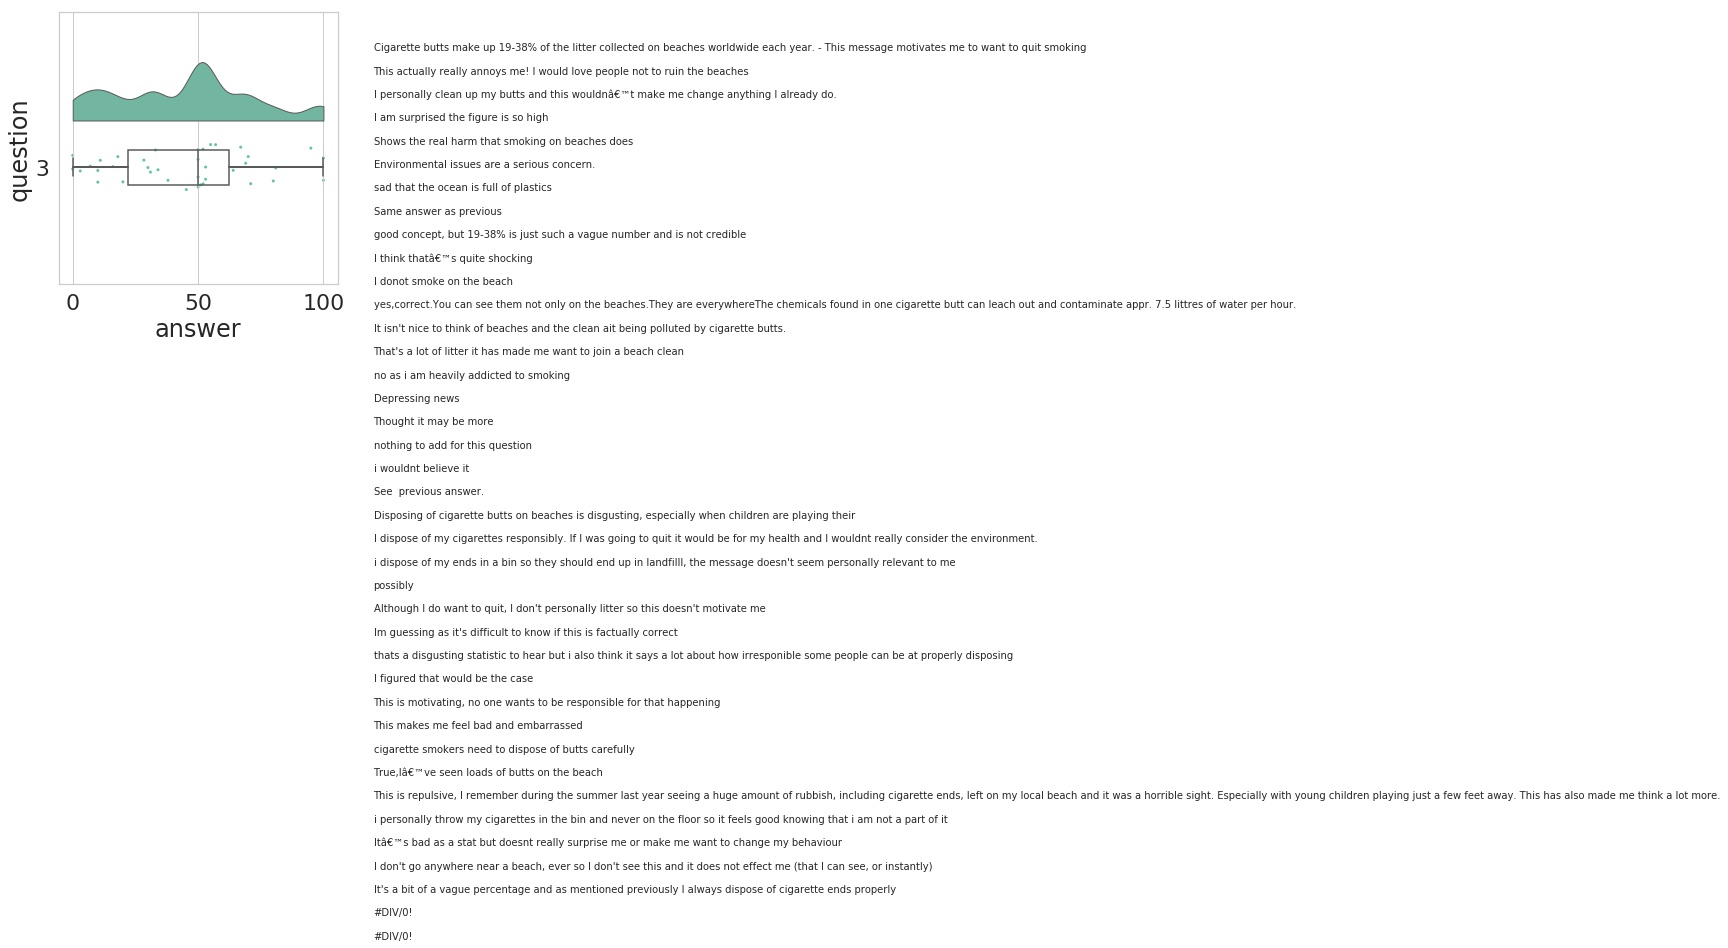 question
3
0 50 100
answer
Cigarette butts make up 19-38% of the litter collected on beaches worldwide each year. - This message motivates me to want to quit smoking
This actually really annoys me! I would love people not to ruin the beaches
I personally clean up my butts and this wouldnâ€™t make me change anything I already do.
I am surprised the figure is so high
Shows the real harm that smoking on beaches does
Environmental issues are a serious concern.
sad that the ocean is full of plastics
Same answer as previous
good concept, but 19-38% is just such a vague number and is not credible
I think thatâ€™s quite shocking
I donot smoke on the beach
yes,correct.You can see them not only on the beaches.They are everywhereThe chemicals found in one cigarette butt can leach out and contaminate appr. 7.5 littres of water per hour.
It isn't nice to think of beaches and the clean ait being polluted by cigarette butts.
That's a lot of litter it has made me want to join a beach clean
no as i am heavily addicted to smoking
Depressing news
Thought it may be more
nothing to add for this question
i wouldnt believe it
See  previous answer.
Disposing of cigarette butts on beaches is disgusting, especially when children are playing their
I dispose of my cigarettes responsibly. If I was going to quit it would be for my health and I wouldnt really consider the environment.
i dispose of my ends in a bin so they should end up in landfilll, the message doesn't seem personally relevant to me
possibly
Although I do want to quit, I don't personally litter so this doesn't motivate me
Im guessing as it's difficult to know if this is factually correct
thats a disgusting statistic to hear but i also think it says a lot about how irresponible some people can be at properly disposing
I figured that would be the case
This is motivating, no one wants to be responsible for that happening
This makes me feel bad and embarrassed
cigarette smokers need to dispose of butts carefully
True,Iâ€™ve seen loads of butts on the beach
This is repulsive, I remember during the summer last year seeing a huge amount of rubbish, including cigarette ends, left on my local beach and it was a horrible sight. Especially with young children playing just a few feet away. This has also made me think a lot more.
i personally throw my cigarettes in the bin and never on the floor so it feels good knowing that i am not a part of it
Itâ€™s bad as a stat but doesnt really surprise me or make me want to change my behaviour
I don't go anywhere near a beach, ever so I don't see this and it does not effect me (that I can see, or instantly)
It's a bit of a vague percentage and as mentioned previously I always dispose of cigarette ends properly
#DIV/0!
#DIV/0!